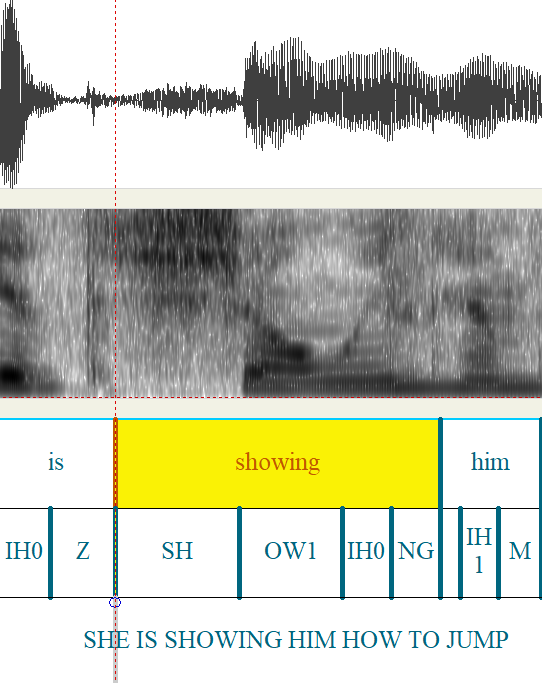 is showing him
IH0 Z SH OW1 IH0 NG IH
1 M
SHE IS SHOWING HIM HOW TO JUMP